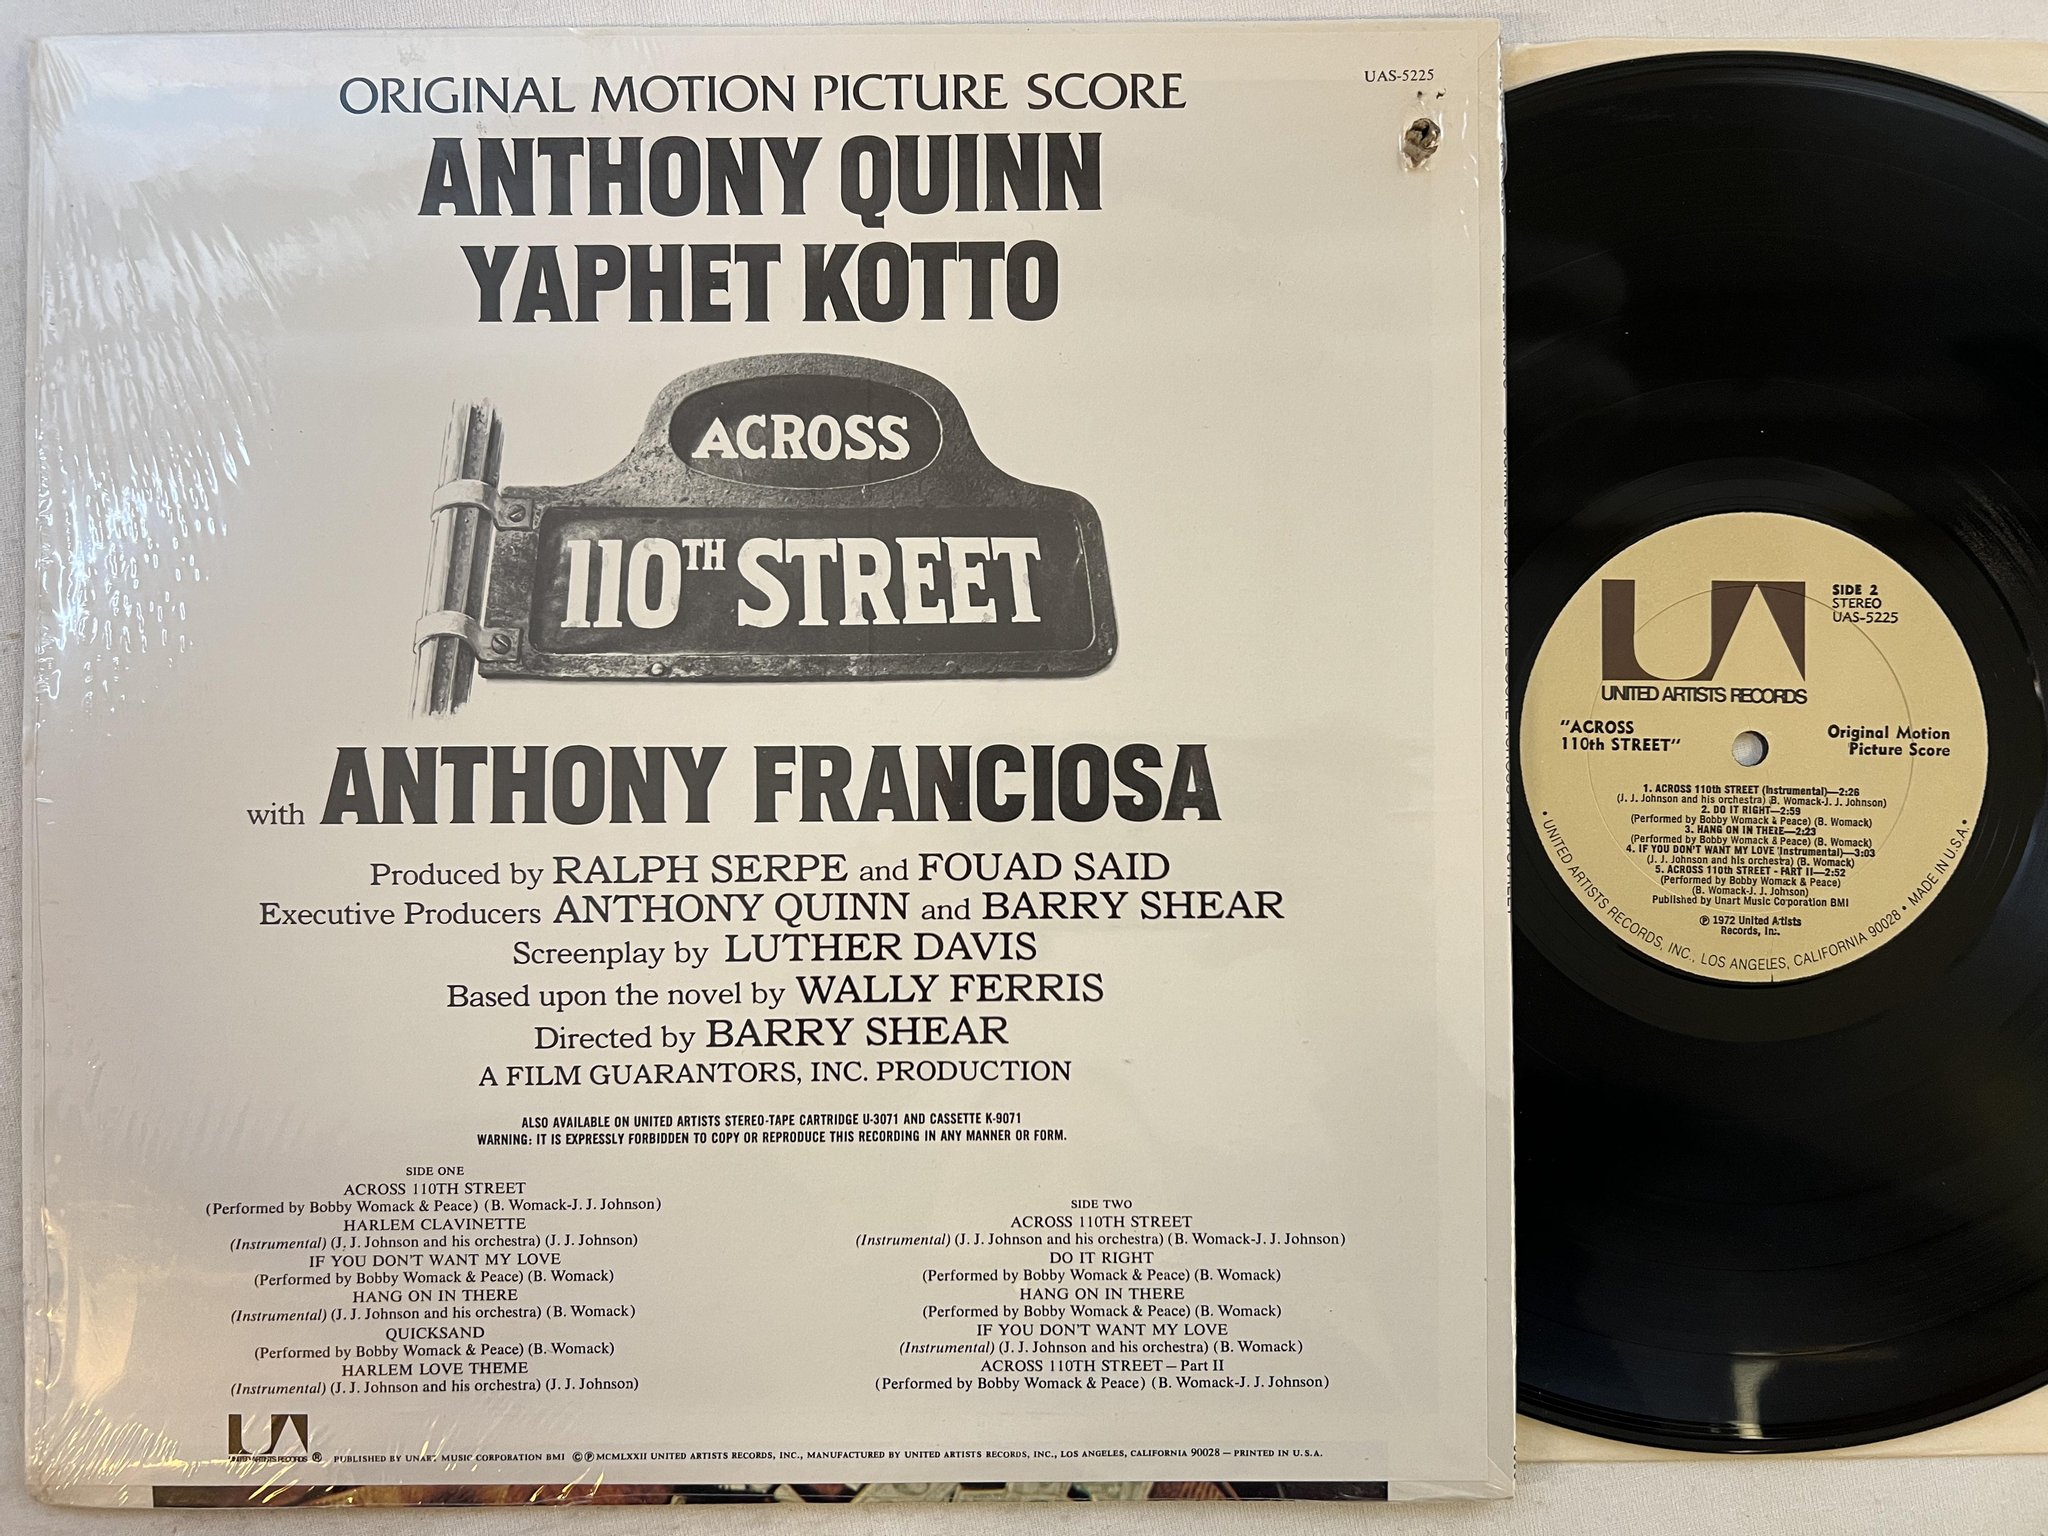 ORIGINAL MOTION PICTURE SCORE
UAS-5225
ANTHONY QUINN
YAPHET KOTTO
ACROSS
110TH STREET
with ANTHONY FRANCIOSA
Produced by RALPH SERPE and FOUAD SAID
Executive Producers ANTHONY QUINN and BARRY SHEAR
Screenplay by LUTHER DAVIS
Based upon the novel by WALLY FERRIS
Directed by BARRY SHEAR
A FILM GUARANTORS, INC. PRODUCTION
ALSO AVAILABLE ON UNITED ARTISTS STEREO-TAPE CARTRIDGE U-3071 AND CASSETTE K-9071
WARNING: IT IS EXPRESSLY FORBIDDEN TO COPY OR REPRODUCE THIS RECORDING IN ANY MANNER OR FORM.
SIDE ONE
ACROSS 110TH STREET
(Performed by Bobby Womack & Peace) (B. Womack-J. J. Johnson)
HARLEM CLAVINETTE
(Instrumental) (J. J. Johnson and his orchestra) (J. J. Johnson)
IF YOU DON'T WANT MY LOVE
(Performed by Bobby Womack & Peace) (B. Womack)
HANG ON IN THERE
(Instrumental) (J. J. Johnson and his orchestra) (B. Womack)
QUICKSAND
(Performed by Bobby Womack & Peace) (B. Womack)
HARLEM LOVE THEME
(Instrumental) (J. J. Johnson and his orchestra) (J. J. Johnson)
SIDE TWO
ACROSS 110TH STREET
(Instrumental) (J. J. Johnson and his orchestra) (B. Womack-J. J. Johnson)
DO IT RIGHT
(Performed by Bobby Womack & Peace) (B. Womack)
HANG ON IN THERE
(Performed by Bobby Womack & Peace) (B. Womack)
IF YOU DON'T WANT MY LOVE
(Instrumental) (J. J. Johnson and his orchestra) (B. Womack)
ACROSS 110TH STREET – Part II
(Performed by Bobby Womack & Peace) (B. Womack-J. J. Johnson)
UA
UNITED ARTISTS RECORDS ® PUBLISHED BY UNART MUSIC CORPORATION BMI ©℗ MCMLXXII UNITED ARTISTS RECORDS, INC., MANUFACTURED BY UNITED ARTISTS RECORDS, INC., LOS ANGELES, CALIFORNIA 90028 – PRINTED IN U.S.A.
UA
SIDE 2
STEREO
UAS-5225
UNITED ARTISTS RECORDS
"ACROSS
110th STREET"
Original Motion
Picture Score
1. ACROSS 110th STREET (Instrumental)—2:26
(J. J. Johnson and his orchestra) (B. Womack-J. J. Johnson)
2. DO IT RIGHT—2:59
(Performed by Bobby Womack & Peace) (B. Womack)
3. HANG ON IN THERE—2:23
(Performed by Bobby Womack & Peace) (B. Womack)
4. IF YOU DON'T WANT MY LOVE (Instrumental)—3:03
(J. J. Johnson and his orchestra) (B. Womack)
5. ACROSS 110th STREET - PART II—2:52
(Performed by Bobby Womack & Peace)
(B. Womack-J. J. Johnson)
Published by Unart Music Corporation BMI
℗ 1972 United Artists
Records, Inc.
• UNITED ARTISTS RECORDS, INC., LOS ANGELES, CALIFORNIA 90028 • MADE IN U.S.A. •